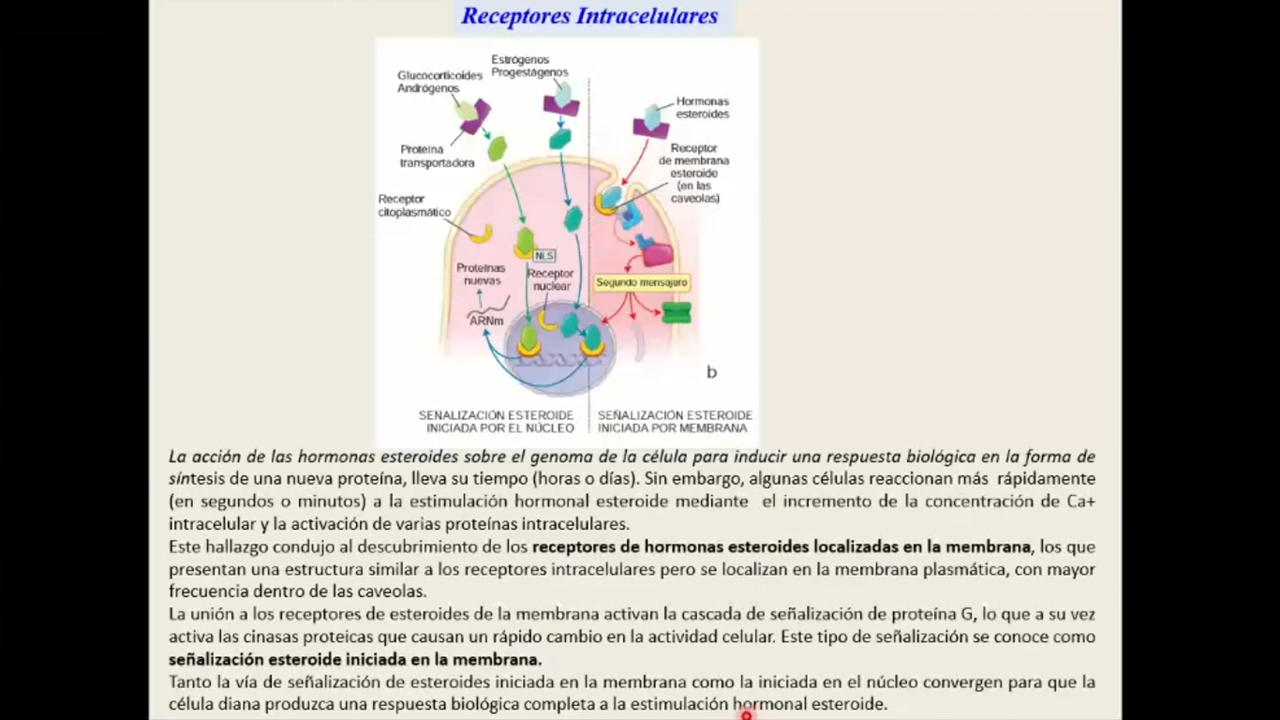 Receptores Intracelulares
Estrógenos
Progestágenos
Glucocorticoides
Andrógenos
Hormonas
esteroides
Proteína
transportadora
Receptor
de membrana
esteroide
(en las
caveolas)
Receptor
citoplasmático
NLS
Proteínas
nuevas
Receptor
nuclear
Segundo mensajero
ARNm
b
SEÑALIZACIÓN ESTEROIDE
INICIADA POR EL NÚCLEO
SEÑALIZACIÓN ESTEROIDE
INICIADA POR MEMBRANA
La acción de las hormonas esteroides sobre el genoma de la célula para inducir una respuesta biológica en la forma de
síntesis de una nueva proteína, lleva su tiempo (horas o días). Sin embargo, algunas células reaccionan más rápidamente
(en segundos o minutos) a la estimulación hormonal esteroide mediante el incremento de la concentración de Ca+
intracelular y la activación de varias proteínas intracelulares.
Este hallazgo condujo al descubrimiento de los receptores de hormonas esteroides localizadas en la membrana, los que
presentan una estructura similar a los receptores intracelulares pero se localizan en la membrana plasmática, con mayor
frecuencia dentro de las caveolas.
La unión a los receptores de esteroides de la membrana activan la cascada de señalización de proteína G, lo que a su vez
activa las cinasas proteicas que causan un rápido cambio en la actividad celular. Este tipo de señalización se conoce como
señalización esteroide iniciada en la membrana.
Tanto la vía de señalización de esteroides iniciada en la membrana como la iniciada en el núcleo convergen para que la
célula diana produzca una respuesta biológica completa a la estimulación hormonal esteroide.